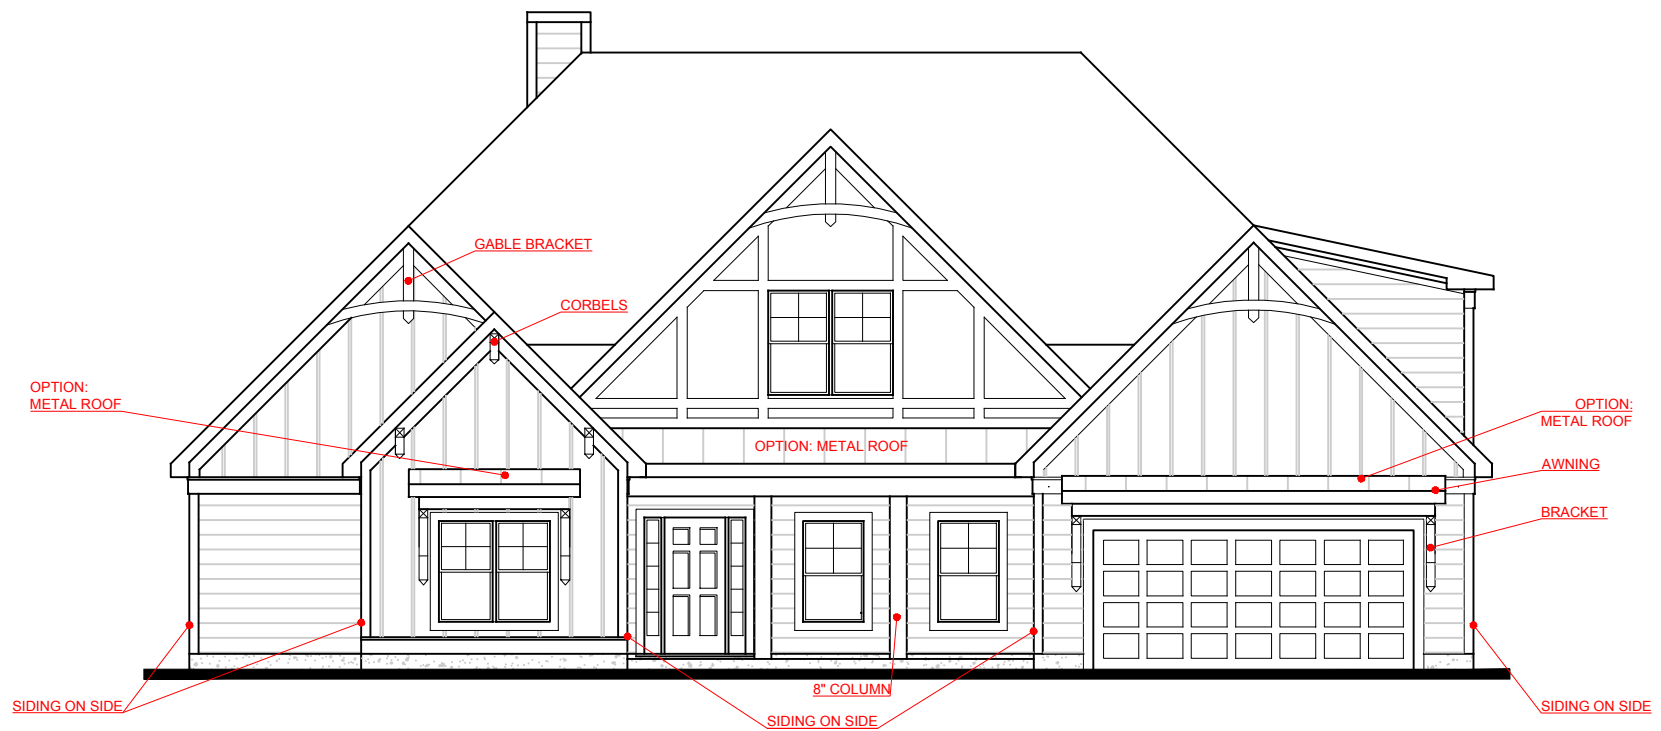 GABLE BRACKET
CORBELS
OPTION:
METAL ROOF
OPTION: METAL ROOF
OPTION:
METAL ROOF
AWNING
BRACKET
8" COLUMN
SIDING ON SIDE
SIDING ON SIDE
SIDING ON SIDE